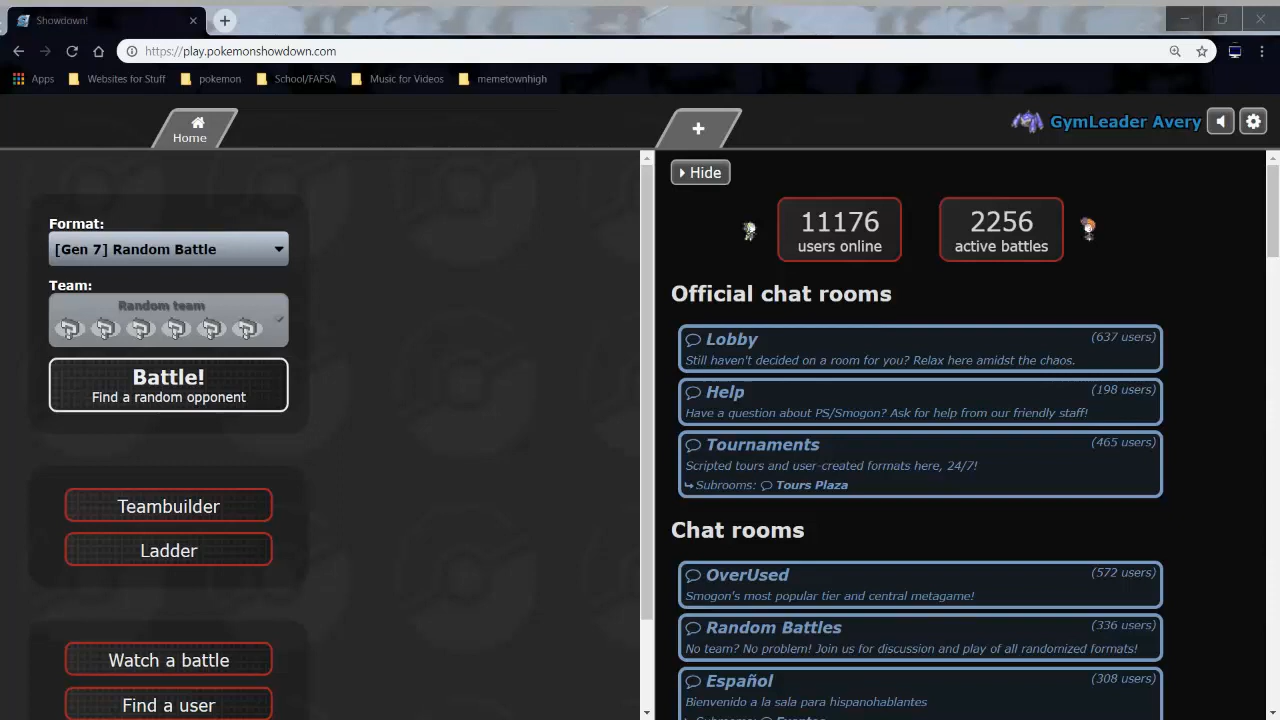 Showdown!
https://play.pokemonshowdown.com
Apps
Websites for Stuff
pokemon
School/FAFSA
Music for Videos
memetownhigh
Home
GymLeader Avery
Format:
[Gen 7] Random Battle
Team:
Random team
Battle!
Find a random opponent
Teambuilder
Ladder
Watch a battle
Find a user
Hide
11176
users online
2256
active battles
Official chat rooms
Lobby
(637 users)
Still haven't decided on a room for you? Relax here amidst the chaos.
Help
(198 users)
Have a question about PS/Smogon? Ask for help from our friendly staff!
Tournaments
(465 users)
Scripted tours and user-created formats here, 24/7!
Subrooms: Tours Plaza
Chat rooms
OverUsed
(572 users)
Smogon's most popular tier and central metagame!
Random Battles
(336 users)
No team? No problem! Join us for discussion and play of all randomized formats!
Español
(308 users)
Bienvenido a la sala para hispanohablantes